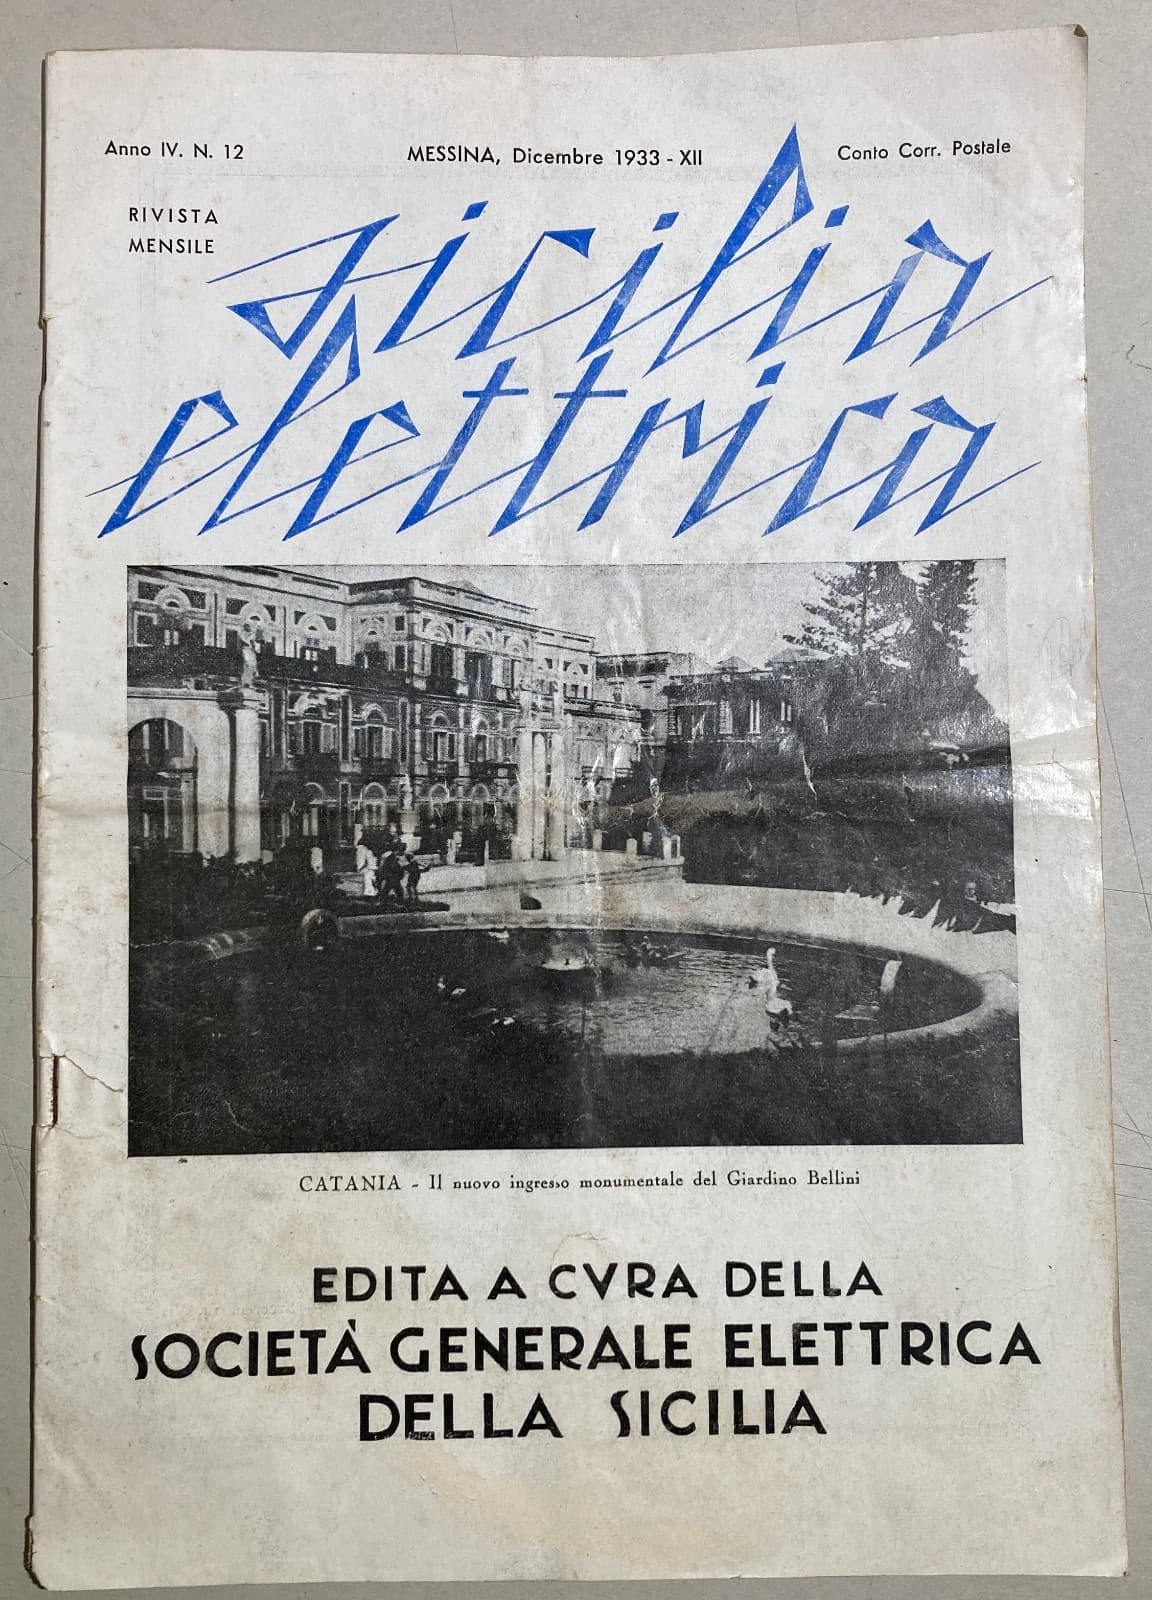 Anno IV. N. 12
MESSINA, Dicembre 1933 - XII
Conto Corr. Postale
RIVISTA
MENSILE
sicilia
elettrica
CATANIA - Il nuovo ingresso monumentale del Giardino Bellini
EDITA A CVRA DELLA
SOCIETÀ GENERALE ELETTRICA
DELLA SICILIA